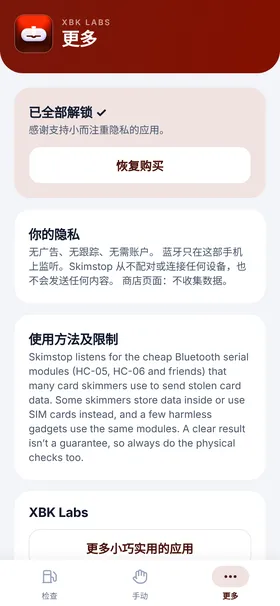 XBK LABS
更多
已全部解锁 ✓
感谢支持小而注重隐私的应用。
恢复购买
你的隐私
无广告、无跟踪、无需账户。 蓝牙只在这部手机
上监听。Skimstop 从不配对或连接任何设备，也
不会发送任何内容。 商店页面：不收集数据。
使用方法及限制
Skimstop listens for the cheap Bluetooth serial
modules (HC-05, HC-06 and friends) that
many card skimmers use to send stolen card
data. Some skimmers store data inside or use
SIM cards instead, and a few harmless
gadgets use the same modules. A clear result
isn't a guarantee, so always do the physical
checks too.
XBK Labs
更多小巧实用的应用
检查
手动
更多